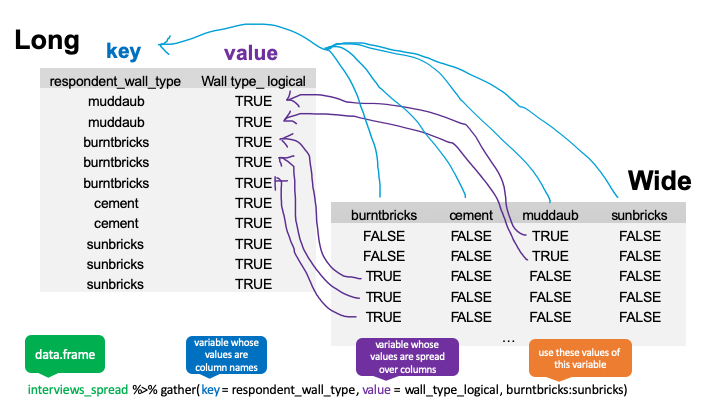 Long
key
value
respondent_wall_type Wall type_ logical
muddaub TRUE
muddaub TRUE
burntbricks TRUE
burntbricks TRUE
burntbricks TRUE
cement TRUE
cement TRUE
sunbricks TRUE
sunbricks TRUE
sunbricks TRUE
Wide
burntbricks cement muddaub sunbricks
FALSE FALSE TRUE FALSE
FALSE FALSE TRUE FALSE
TRUE FALSE FALSE FALSE
TRUE FALSE FALSE FALSE
TRUE FALSE FALSE FALSE
...
data.frame
variable whose
values are
column names
variable whose
values are spread
over columns
use these values of
this variable
interviews_spread %>% gather(key = respondent_wall_type, value = wall_type_logical, burntbricks:sunbricks)